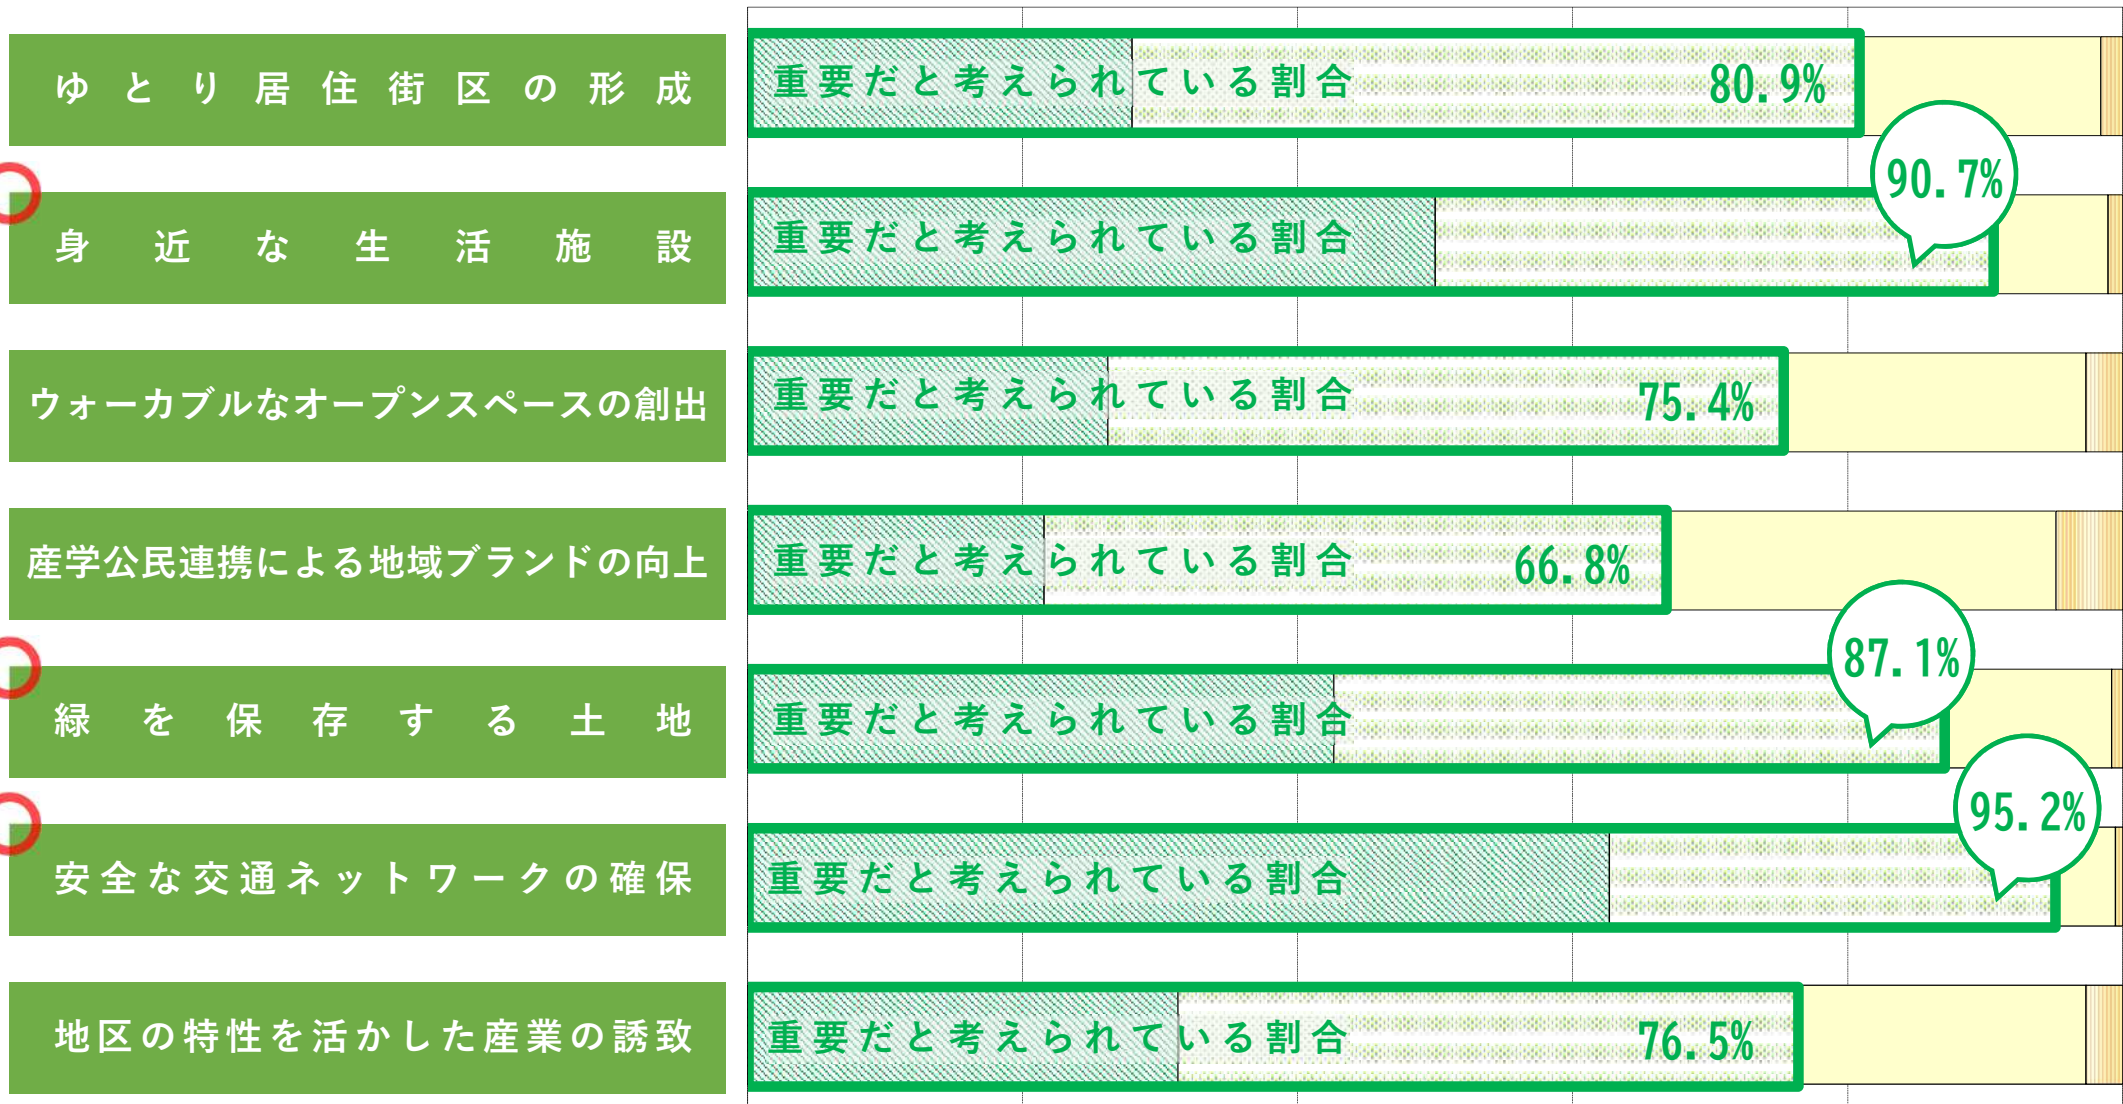 ゆとり居住街区の形成
重要だと考えられている割合
80.9%
身近な生活施設
重要だと考えられている割合
90.7%
ウォーカブルなオープンスペースの創出
重要だと考えられている割合
75.4%
産学公民連携による地域ブランドの向上
重要だと考えられている割合
66.8%
緑を保存する土地
重要だと考えられている割合
87.1%
安全な交通ネットワークの確保
重要だと考えられている割合
95.2%
地区の特性を活かした産業の誘致
重要だと考えられている割合
76.5%